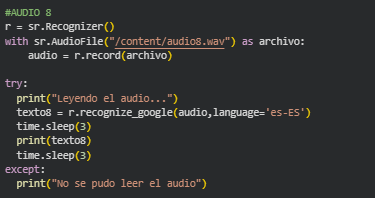 #AUDIO 8
r = sr.Recognizer()
with sr.AudioFile("/content/audio8.wav") as archivo:
    audio = r.record(archivo)

try:
  print("Leyendo el audio...")
  texto8 = r.recognize_google(audio,language='es-ES')
  time.sleep(3)
  print(texto8)
  time.sleep(3)
except:
  print("No se pudo leer el audio")